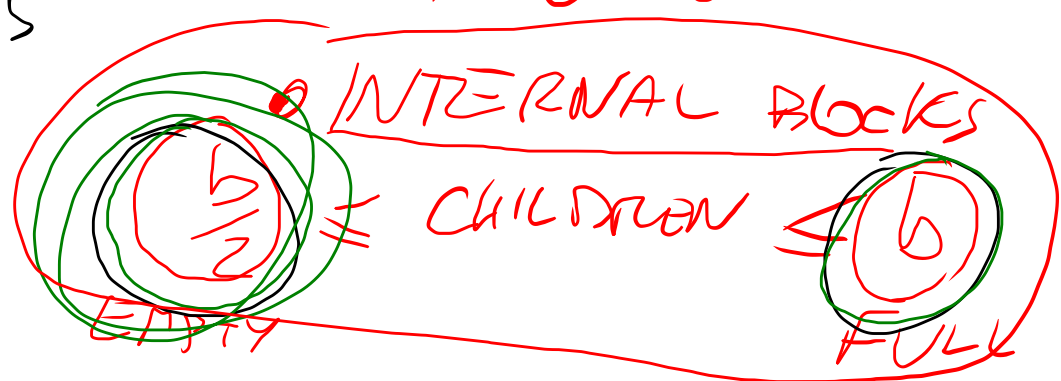 INTERNAL BLOCKS
b/2 ≤ CHILDREN ≤ b
EMPTY FULL